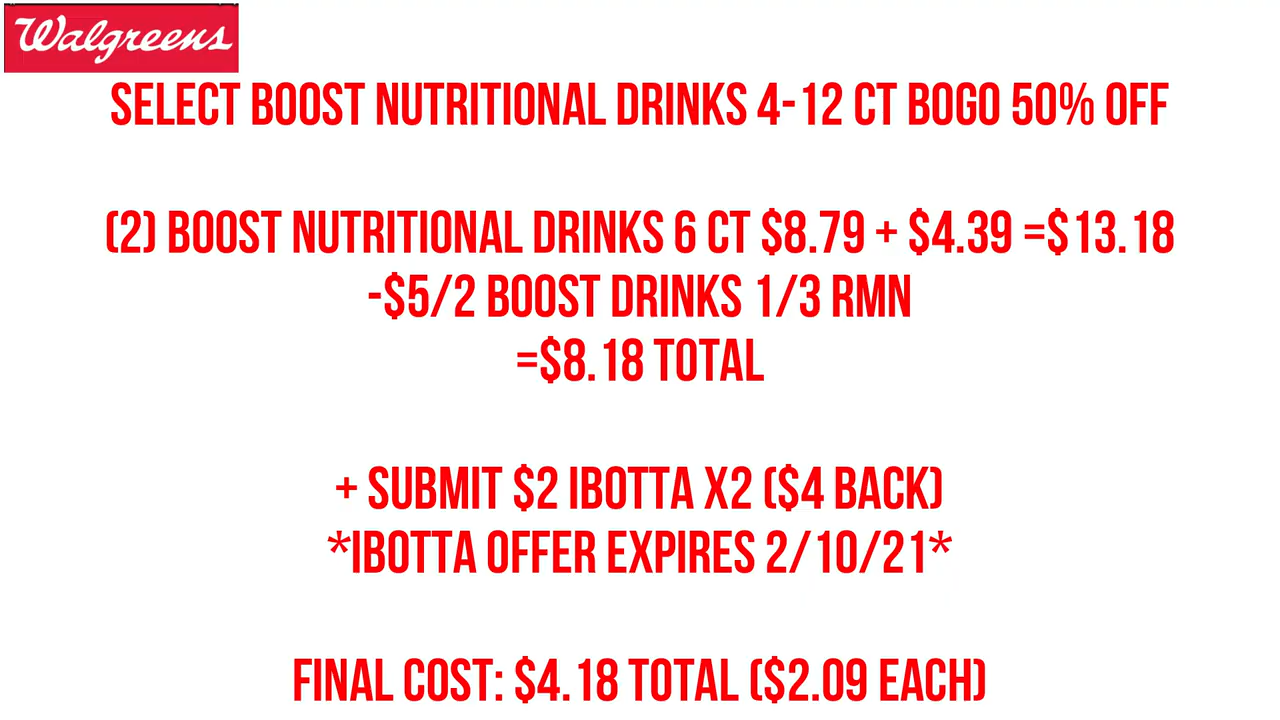 Walgreens
SELECT BOOST NUTRITIONAL DRINKS 4-12 CT BOGO 50% OFF
(2) BOOST NUTRITIONAL DRINKS 6 CT $8.79 + $4.39 =$13.18
-$5/2 BOOST DRINKS 1/3 RMN
=$8.18 TOTAL
+ SUBMIT $2 IBOTTA X2 ($4 BACK)
*IBOTTA OFFER EXPIRES 2/10/21*
FINAL COST: $4.18 TOTAL ($2.09 EACH)